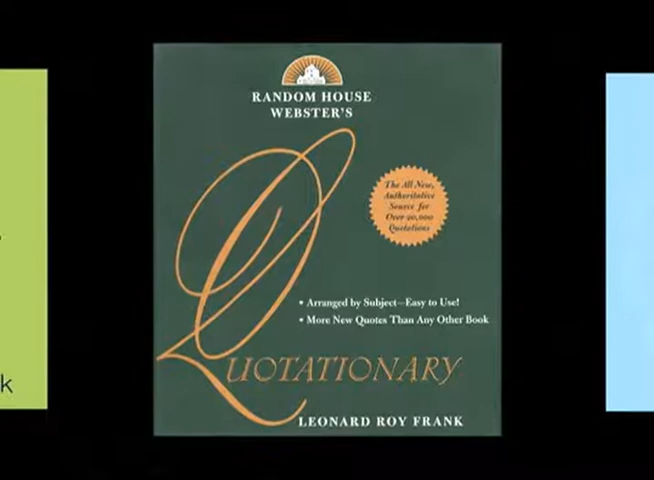 RANDOM HOUSE
WEBSTER'S
The All New,
Authoritative
Source for
Over 20,000
Quotations
• Arranged by Subject—Easy to Use!
• More New Quotes Than Any Other Book
QUOTATIONARY
LEONARD ROY FRANK
k